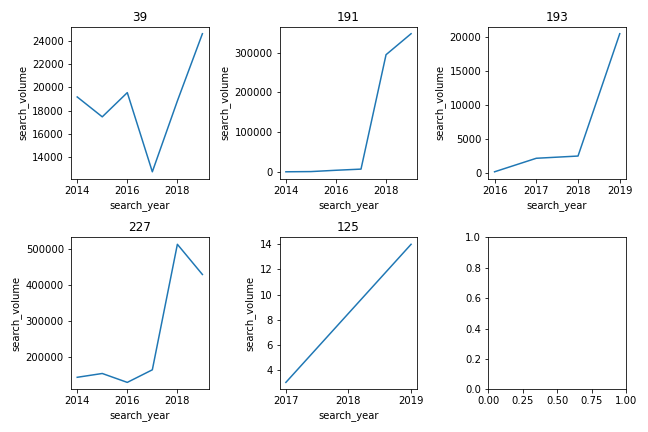 39
24000
22000
20000
18000
16000
14000
search_volume
2014 2016 2018
search_year
191
300000
200000
100000
0
search_volume
2014 2016 2018
search_year
193
20000
15000
10000
5000
0
search_volume
2016 2017 2018 2019
search_year
227
500000
400000
300000
200000
search_volume
2014 2016 2018
search_year
125
14
12
10
8
6
4
search_volume
2017 2018 2019
search_year
1.0
0.8
0.6
0.4
0.2
0.0
0.00 0.25 0.50 0.75 1.00